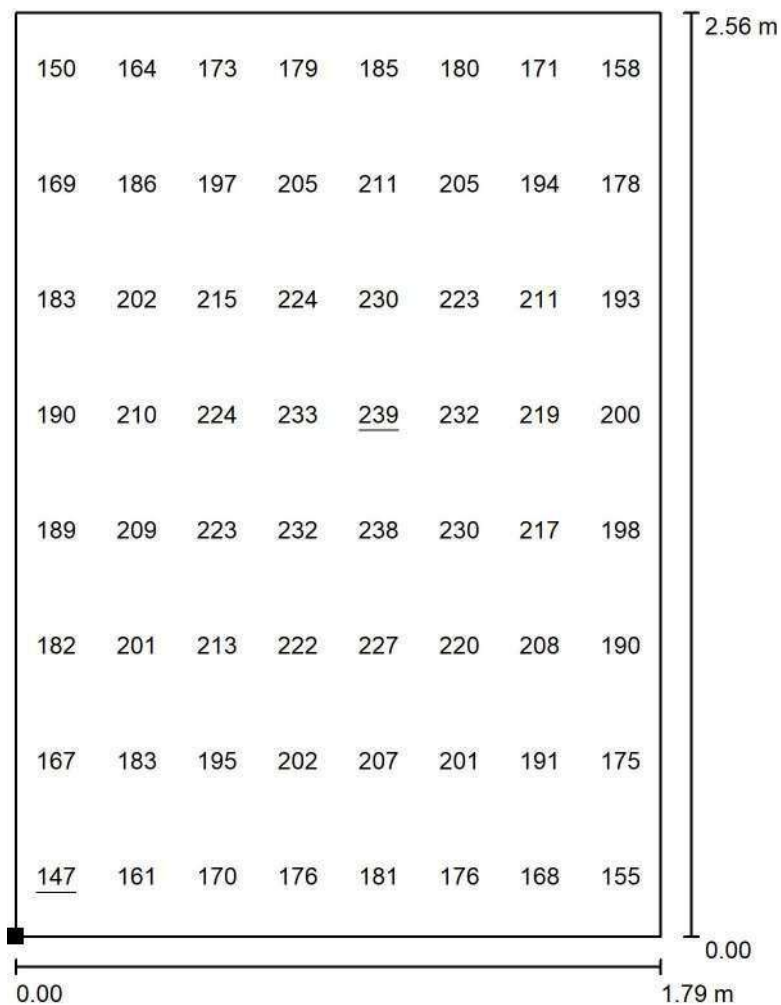 2.56 m
150 164 173 179 185 180 171 158
169 186 197 205 211 205 194 178
183 202 215 224 230 223 211 193
190 210 224 233 239 232 219 200
189 209 223 232 238 230 217 198
182 201 213 222 227 220 208 190
167 183 195 202 207 201 191 175
147 161 170 176 181 176 168 155
0.00
0.00 1.79 m